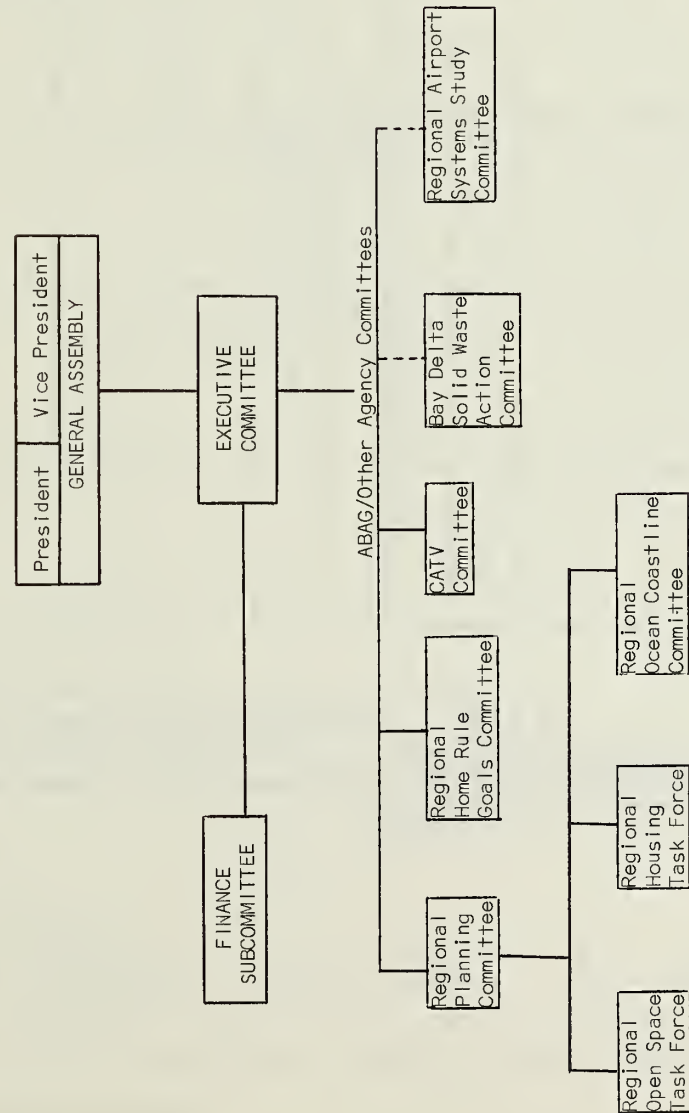 President
Vice President
GENERAL ASSEMBLY
EXECUTIVE
COMMITTEE
FINANCE
SUBCOMMITTEE
ABAG/Other Agency Committees
Regional
Planning
Committee
Regional
Home Rule
Goals Committee
CATV
Committee
Bay Delta
Solid Waste
Action
Committee
Regional Airport
Systems Study
Committee
Regional
Open Space
Task Force
Regional
Housing
Task Force
Regional
Ocean Coastline
Committee